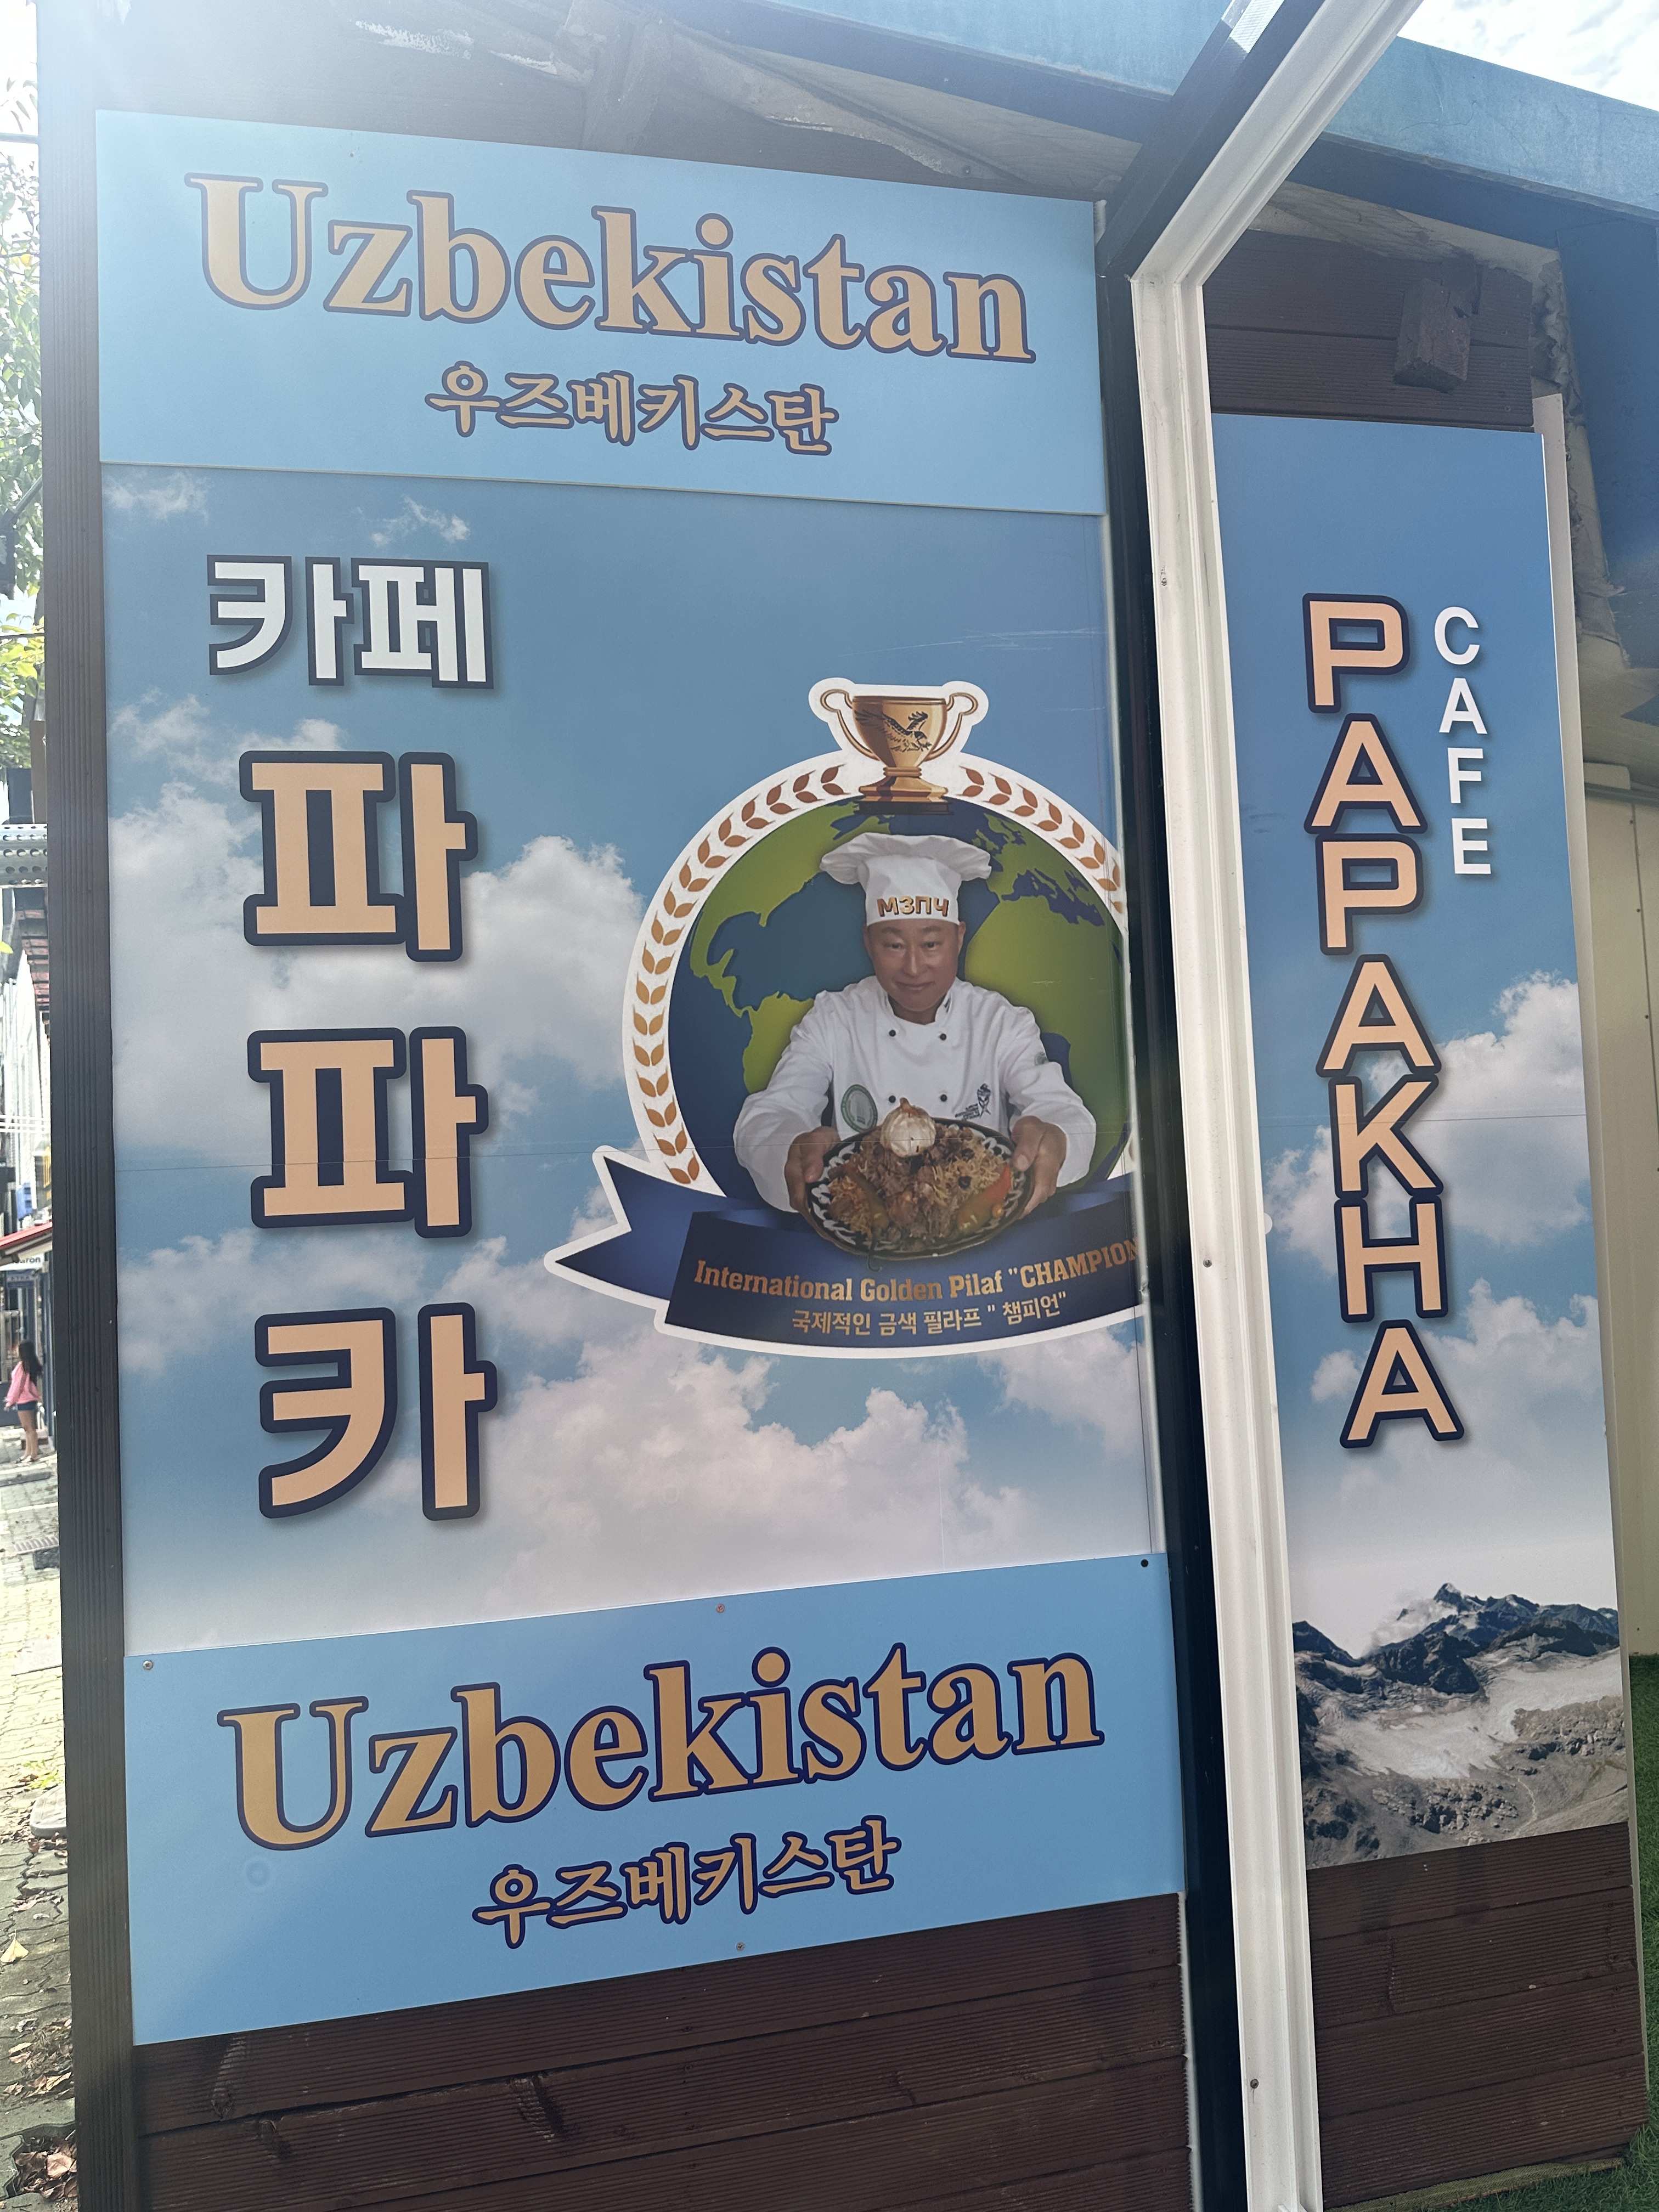 Uzbekistan
우즈베키스탄
카페
파파카
МЗПЧ
International Golden Pilaf "CHAMPION
국제적인 금색 필라프 " 챔피언"
Uzbekistan
우즈베키스탄
CAFE
PAPAKHA